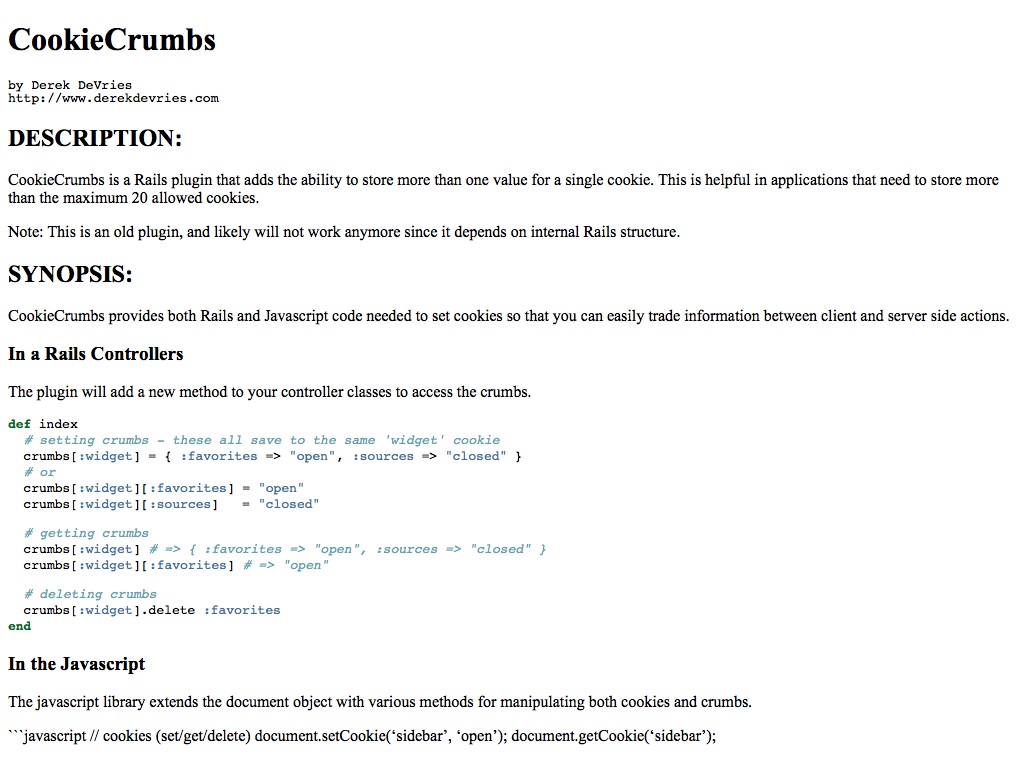 CookieCrumbs
by Derek DeVries
http://www.derekdevries.com
DESCRIPTION:
CookieCrumbs is a Rails plugin that adds the ability to store more than one value for a single cookie. This is helpful in applications that need to store more
than the maximum 20 allowed cookies.
Note: This is an old plugin, and likely will not work anymore since it depends on internal Rails structure.
SYNOPSIS:
CookieCrumbs provides both Rails and Javascript code needed to set cookies so that you can easily trade information between client and server side actions.
In a Rails Controllers
The plugin will add a new method to your controller classes to access the crumbs.
def index
  # setting crumbs - these all save to the same 'widget' cookie
  crumbs[:widget] = { :favorites => "open", :sources => "closed" }
  # or
  crumbs[:widget][:favorites] = "open"
  crumbs[:widget][:sources]   = "closed"
  # getting crumbs
  crumbs[:widget] # => { :favorites => "open", :sources => "closed" }
  crumbs[:widget][:favorites] # => "open"
  # deleting crumbs
  crumbs[:widget].delete :favorites
end
In the Javascript
The javascript library extends the document object with various methods for manipulating both cookies and crumbs.
```javascript // cookies (set/get/delete) document.setCookie(‘sidebar’, ‘open’); document.getCookie(‘sidebar’);